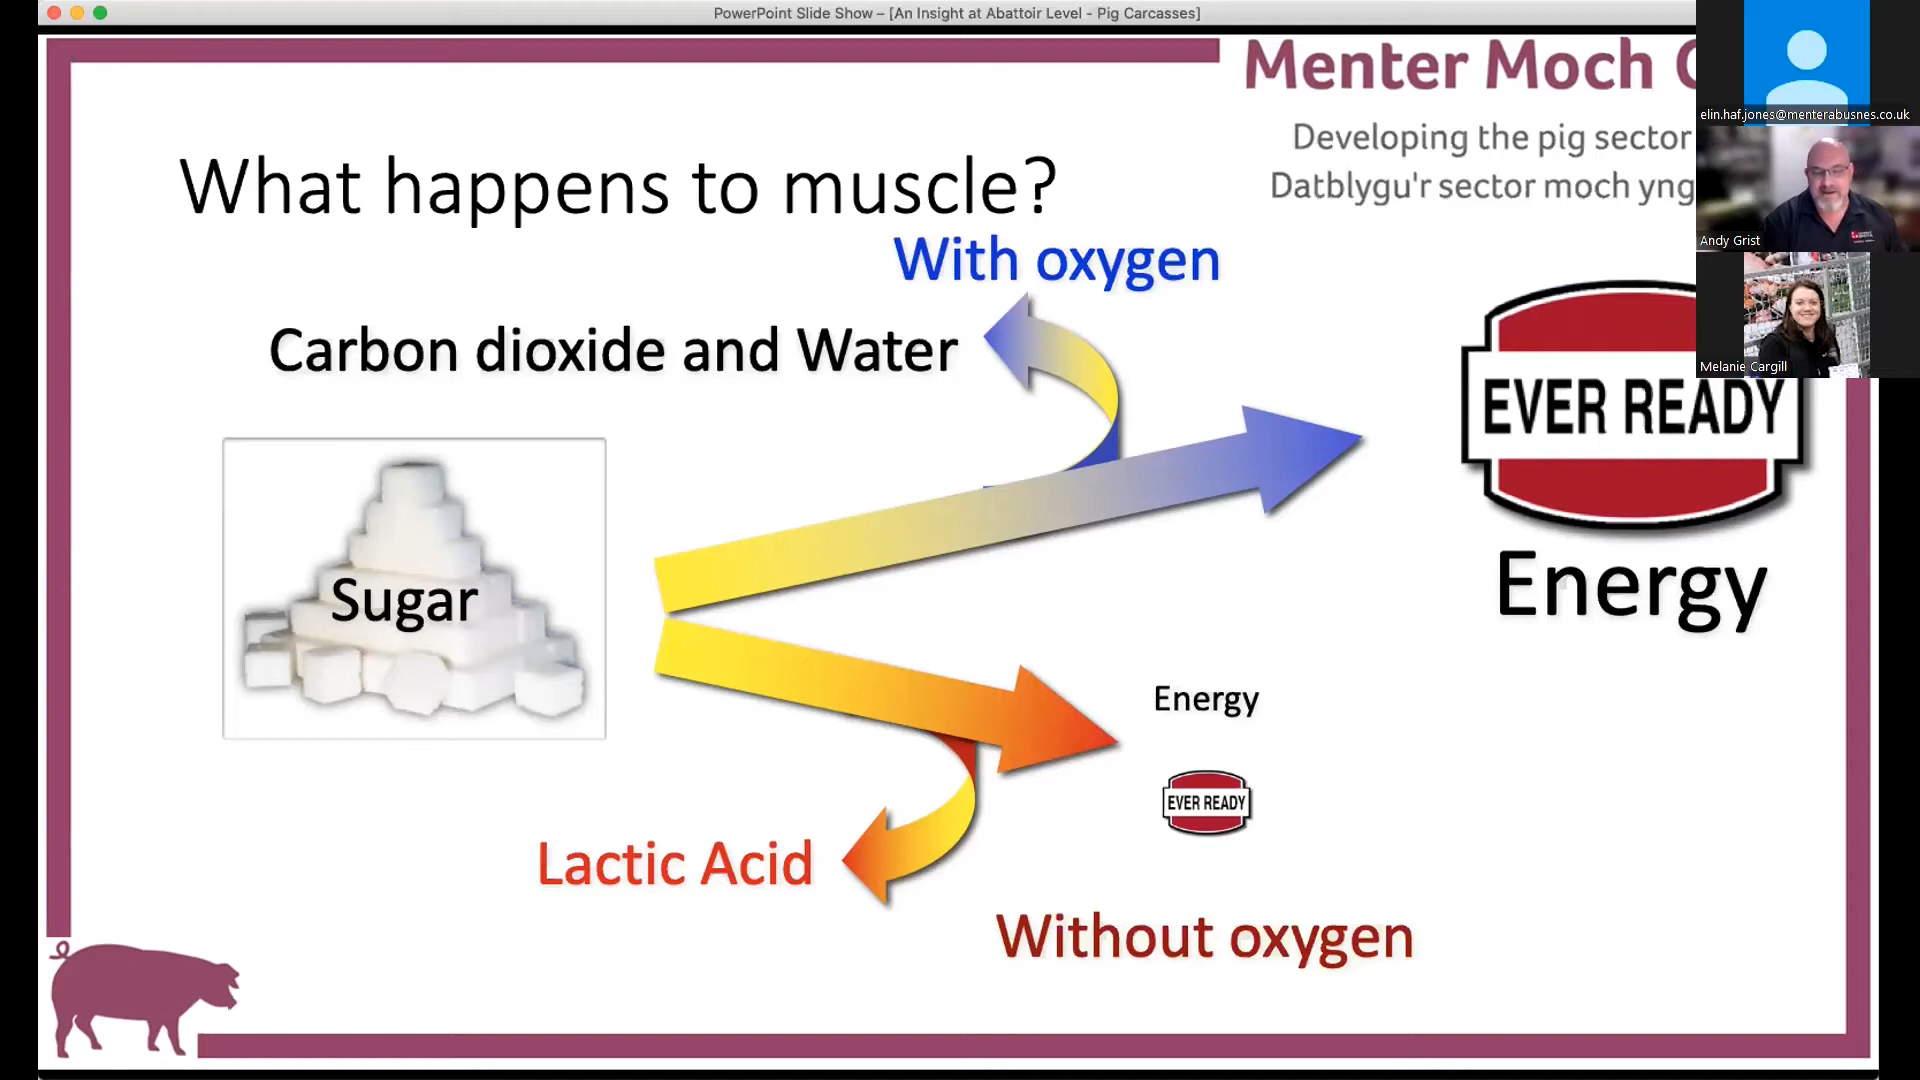 PowerPoint Slide Show – [An Insight at Abattoir Level - Pig Carcasses]
Menter Moch
Developing the pig sector
Datblygu'r sector moch yng
elin.haf.jones@menterabusnes.co.uk
Andy Grist
Melanie Cargill
What happens to muscle?
With oxygen
Carbon dioxide and Water
EVER READY
Energy
Sugar
Energy
EVER READY
Lactic Acid
Without oxygen